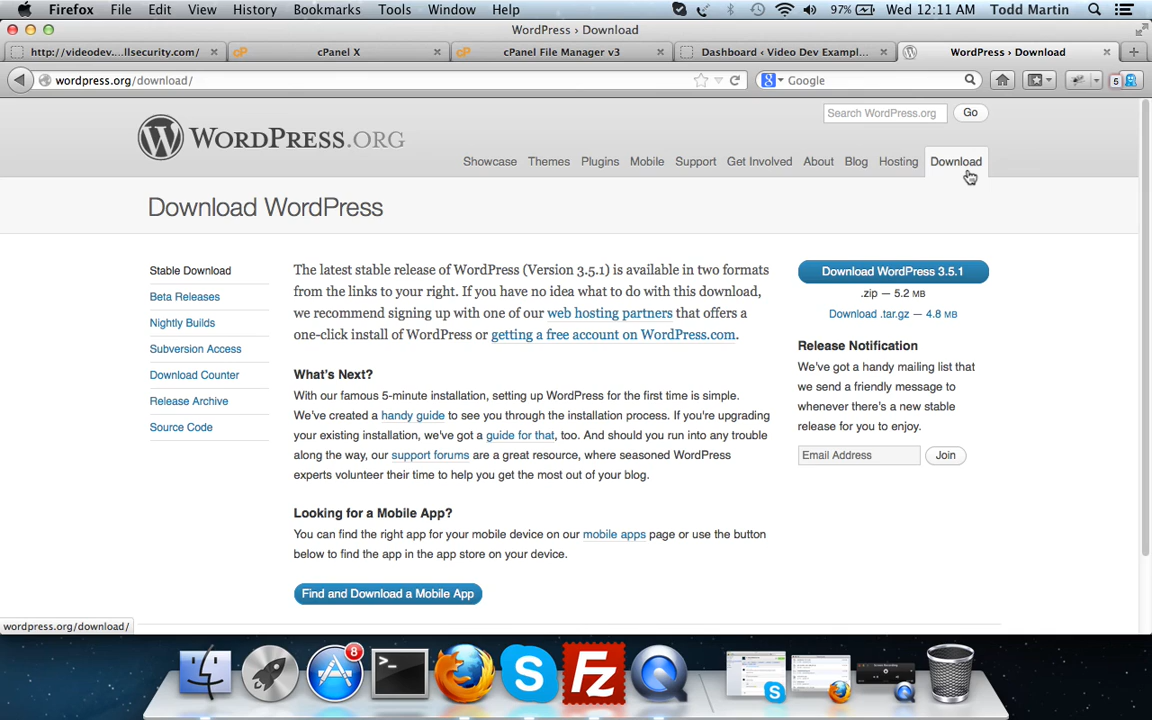 Firefox File Edit View History Bookmarks Tools Window Help 97% Wed 12:11 AM Todd Martin
WordPress › Download
http://videodev....llsecurity.com/ cPanel X cPanel File Manager v3 Dashboard ‹ Video Dev Exampl... WordPress › Download
wordpress.org/download/ Google 5
WORDPRESS.ORG
Search WordPress.org Go
Showcase Themes Plugins Mobile Support Get Involved About Blog Hosting Download
Download WordPress
Stable Download
Beta Releases
Nightly Builds
Subversion Access
Download Counter
Release Archive
Source Code
The latest stable release of WordPress (Version 3.5.1) is available in two formats
from the links to your right. If you have no idea what to do with this download,
we recommend signing up with one of our web hosting partners that offers a
one-click install of WordPress or getting a free account on WordPress.com.
What's Next?
With our famous 5-minute installation, setting up WordPress for the first time is simple.
We've created a handy guide to see you through the installation process. If you're upgrading
your existing installation, we've got a guide for that, too. And should you run into any trouble
along the way, our support forums are a great resource, where seasoned WordPress
experts volunteer their time to help you get the most out of your blog.
Looking for a Mobile App?
You can find the right app for your mobile device on our mobile apps page or use the button
below to find the app in the app store on your device.
Find and Download a Mobile App
Download WordPress 3.5.1
.zip — 5.2 MB
Download .tar.gz — 4.8 MB
Release Notification
We've got a handy mailing list that
we send a friendly message to
whenever there's a new stable
release for you to enjoy.
Email Address Join
wordpress.org/download/
8